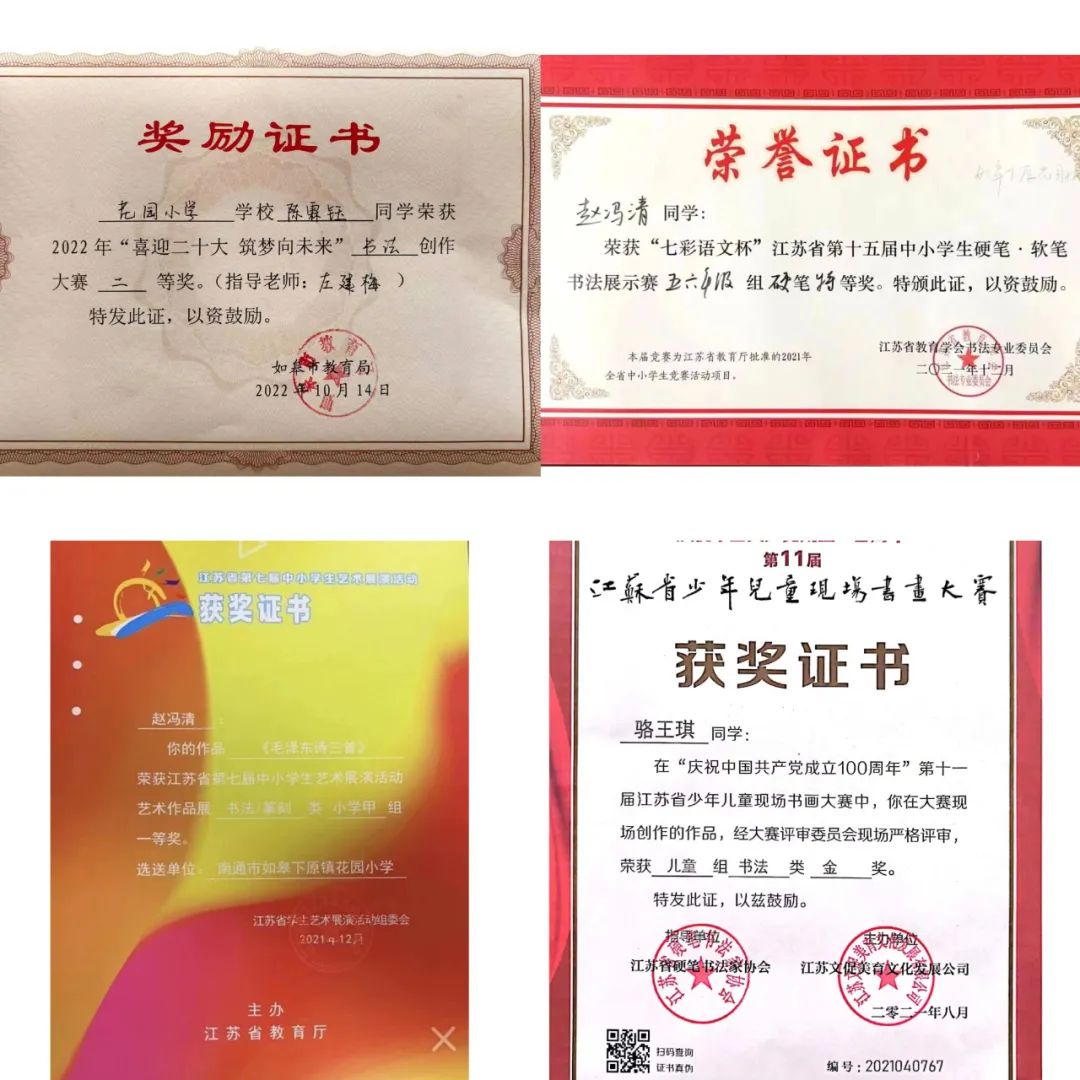 奖励证书
花园小学 学校 陈霖钰 同学荣获
2022年“喜迎二十大 筑梦向未来” 书法 创作
大赛 二 等奖。(指导老师: 左建梅 )
特发此证,以资鼓励。
如皋市教育局
2022年10月14日
荣誉证书
赵冯清 同学:
荣获“七彩语文杯”江苏省第十五届中小学生硬笔·软笔
书法展示赛 五六年级 组 硬笔 特等奖。特颁此证,以资鼓励。
本届竞赛为江苏省教育厅批准的2021年
全省中小学生竞赛活动项目。
江苏省教育学会书法专业委员会
二〇二一年十二月
书法专业委员会
江苏省第七届中小学生艺术展演活动
获奖证书
赵冯清 :
你的作品 《毛泽东诗三首》
荣获江苏省第七届中小学生艺术展演活动
艺术作品展 书法/篆刻 类 小学甲 组
一等奖。
选送单位: 南通市如皋下原镇花园小学
江苏省学生艺术展演活动组委会
2021年12月
主办
江苏省教育厅
第11届
江蘇省少年兒童現場書畫大賽
获奖证书
骆王琪 同学:
在“庆祝中国共产党成立100周年”第十一
届江苏省少年儿童现场书画大赛中,你在大赛现
场创作的作品,经大赛评审委员会现场严格评审,
荣获 儿童 组 书法 类 金 奖。
特发此证,以兹鼓励。
指导单位 主办单位
江苏省硬笔书法家协会 江苏文促美育文化发展公司
二零二一年八月
扫码查询
证书真伪
编号:2021040767